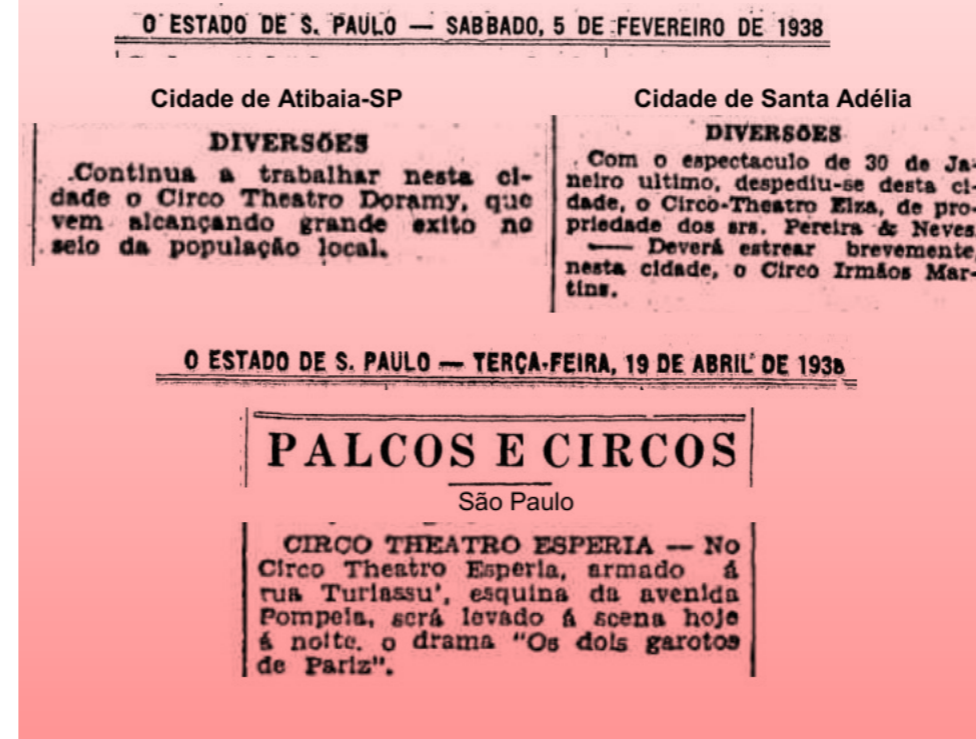 O ESTADO DE S. PAULO — SABBADO, 5 DE FEVEREIRO DE 1938
Cidade de Atibaia-SP
DIVERSÕES
Continua a trabalhar nesta ci-
dade o Circo Theatro Doramy, que
vem alcançando grande exito no
seio da população local.
Cidade de Santa Adélia
DIVERSÕES
Com o espectaculo de 30 de Ja-
neiro ultimo, despediu-se desta ci-
dade, o Circo-Theatro Elza, de pro-
priedade dos srs. Pereira & Neves.
— Deverá estrear brevemente,
nesta cidade, o Circo Irmãos Mar-
tins.
O ESTADO DE S. PAULO — TERÇA-FEIRA, 19 DE ABRIL DE 1938
PALCOS E CIRCOS
São Paulo
CIRCO THEATRO ESPERIA — No
Circo Theatro Esperia, armado á
rua Turiassu', esquina da avenida
Pompeia, será levado á scena hoje
á noite, o drama "Os dois garotos
de Pariz".